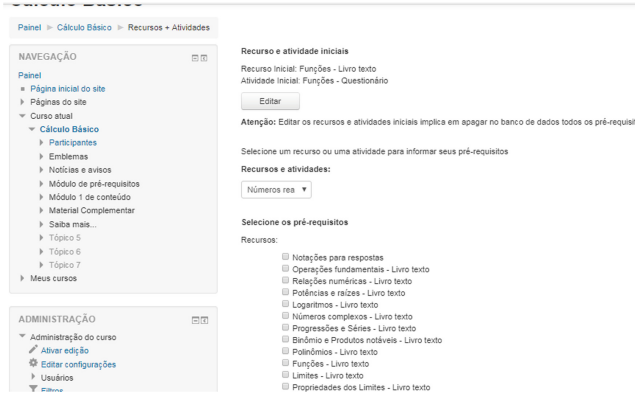 Painel ► Cálculo Básico ► Recursos + Atividades
NAVEGAÇÃO
Painel
Página inicial do site
Páginas do site
Curso atual
Cálculo Básico
Participantes
Emblemas
Notícias e avisos
Módulo de pré-requisitos
Módulo 1 de conteúdo
Material Complementar
Saiba mais...
Tópico 5
Tópico 6
Tópico 7
Meus cursos
ADMINISTRAÇÃO
Administração do curso
Ativar edição
Editar configurações
Usuários
Filtros
Recurso e atividade iniciais
Recurso Inicial: Funções - Livro texto
Atividade Inicial: Funções - Questionário
Editar
Atenção: Editar os recursos e atividades iniciais implica em apagar no banco de dados todos os pré-requisi
Selecione um recurso ou uma atividade para informar seus pré-requisitos
Recursos e atividades:
Números rea
Selecione os pré-requisitos
Recursos:
Notações para respostas
Operações fundamentais - Livro texto
Relações numéricas - Livro texto
Potências e raízes - Livro texto
Logaritmos - Livro texto
Números complexos - Livro texto
Progressões e Séries - Livro texto
Binômio e Produtos notáveis - Livro texto
Polinômios - Livro texto
Funções - Livro texto
Limites - Livro texto
Propriedades dos Limites - Livro texto